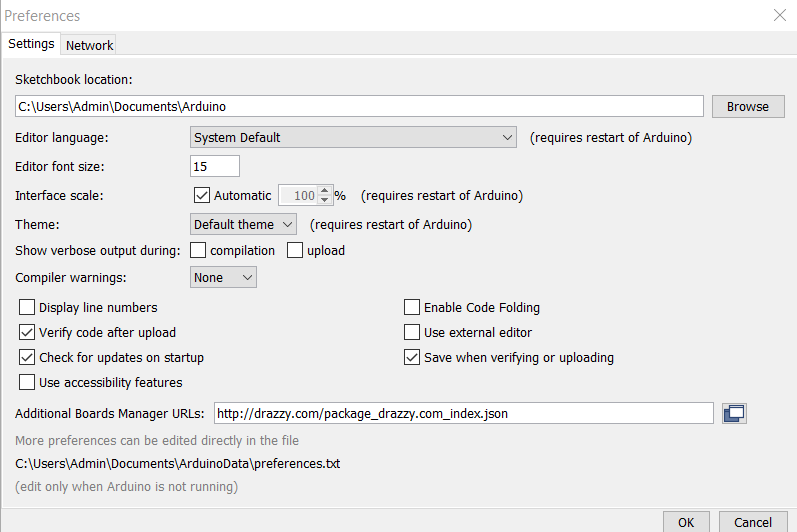 Preferences
Settings Network
Sketchbook location:
C:\Users\Admin\Documents\Arduino Browse
Editor language: System Default (requires restart of Arduino)
Editor font size: 15
Interface scale: Automatic 100 % (requires restart of Arduino)
Theme: Default theme (requires restart of Arduino)
Show verbose output during: compilation upload
Compiler warnings: None
Display line numbers Enable Code Folding
Verify code after upload Use external editor
Check for updates on startup Save when verifying or uploading
Use accessibility features
Additional Boards Manager URLs: http://drazzy.com/package_drazzy.com_index.json
More preferences can be edited directly in the file
C:\Users\Admin\Documents\ArduinoData\preferences.txt
(edit only when Arduino is not running)
OK Cancel